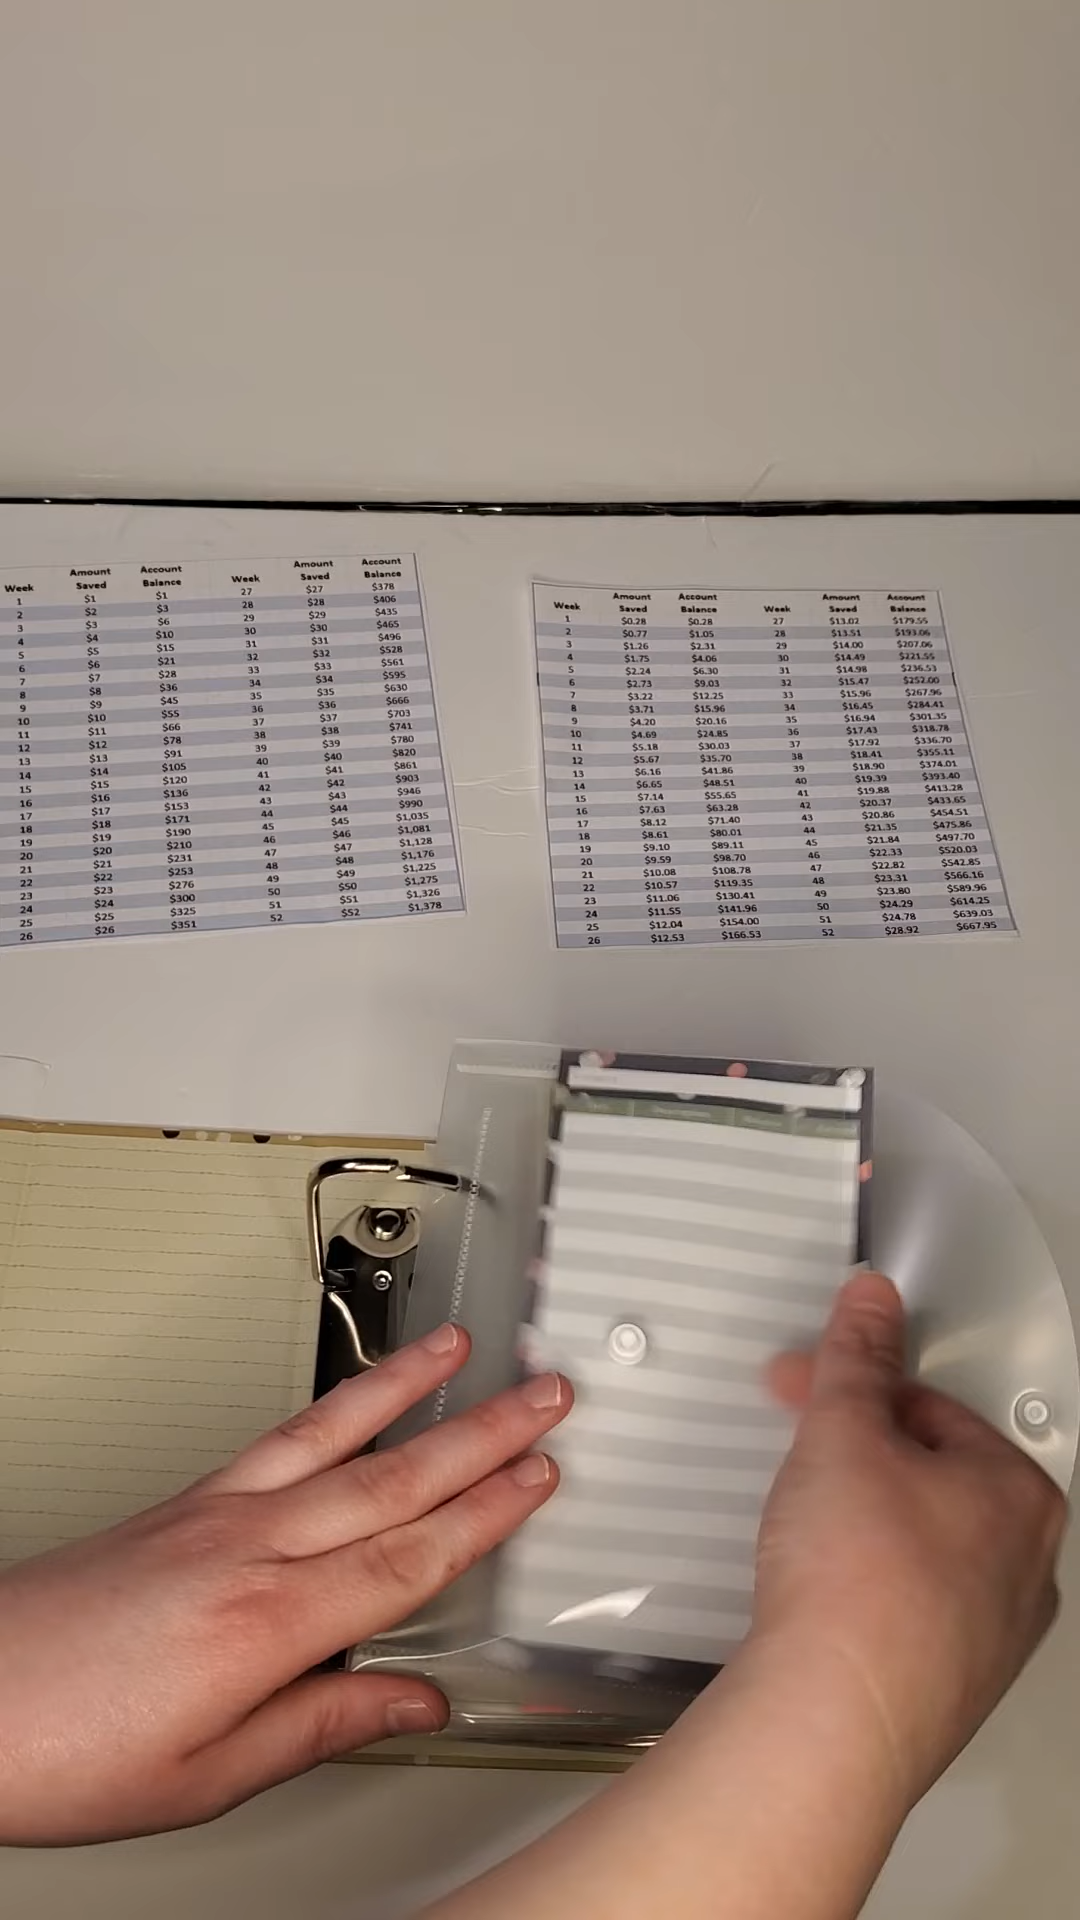 Week Amount Saved Account Balance Week Amount Saved Account Balance
1 $1 $1 27 $27 $378
2 $2 $3 28 $28 $406
3 $3 $6 29 $29 $435
4 $4 $10 30 $30 $465
5 $5 $15 31 $31 $496
6 $6 $21 32 $32 $528
7 $7 $28 33 $33 $561
8 $8 $36 34 $34 $595
9 $9 $45 35 $35 $630
10 $10 $55 36 $36 $666
11 $11 $66 37 $37 $703
12 $12 $78 38 $38 $741
13 $13 $91 39 $39 $780
14 $14 $105 40 $40 $820
15 $15 $120 41 $41 $861
16 $16 $136 42 $42 $903
17 $17 $153 43 $43 $946
18 $18 $171 44 $44 $990
19 $19 $190 45 $45 $1,035
20 $20 $210 46 $46 $1,081
21 $21 $231 47 $47 $1,128
22 $22 $253 48 $48 $1,176
23 $23 $276 49 $49 $1,225
24 $24 $300 50 $50 $1,275
25 $25 $325 51 $51 $1,326
26 $26 $351 52 $52 $1,378
Week Amount Saved Account Balance Week Amount Saved Account Balance
1 $0.28 $0.28 27 $13.02 $179.55
2 $0.77 $1.05 28 $13.51 $193.06
3 $1.26 $2.31 29 $14.00 $207.06
4 $1.75 $4.06 30 $14.49 $221.55
5 $2.24 $6.30 31 $14.98 $236.53
6 $2.73 $9.03 32 $15.47 $252.00
7 $3.22 $12.25 33 $15.96 $267.96
8 $3.71 $15.96 34 $16.45 $284.41
9 $4.20 $20.16 35 $16.94 $301.35
10 $4.69 $24.85 36 $17.43 $318.78
11 $5.18 $30.03 37 $17.92 $336.70
12 $5.67 $35.70 38 $18.41 $355.11
13 $6.16 $41.86 39 $18.90 $374.01
14 $6.65 $48.51 40 $19.39 $393.40
15 $7.14 $55.65 41 $19.88 $413.28
16 $7.63 $63.28 42 $20.37 $433.65
17 $8.12 $71.40 43 $20.86 $454.51
18 $8.61 $80.01 44 $21.35 $475.86
19 $9.10 $89.11 45 $21.84 $497.70
20 $9.59 $98.70 46 $22.33 $520.03
21 $10.08 $108.78 47 $22.82 $542.85
22 $10.57 $119.35 48 $23.31 $566.16
23 $11.06 $130.41 49 $23.80 $589.96
24 $11.55 $141.96 50 $24.29 $614.25
25 $12.04 $154.00 51 $24.78 $639.03
26 $12.53 $166.53 52 $28.92 $667.95